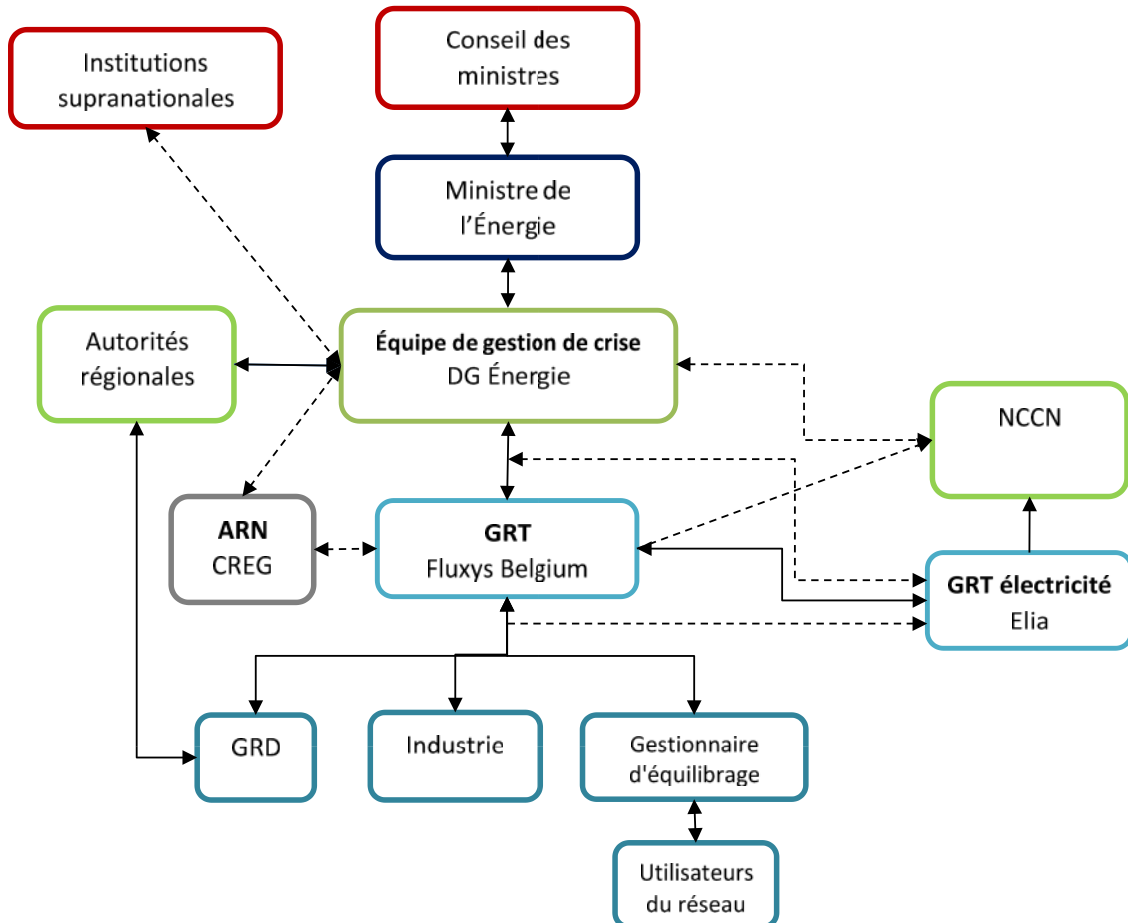 Institutions
supranationales
Conseil des
ministres
Ministre de
l'Énergie
Autorités
régionales
Équipe de gestion de crise
DG Énergie
NCCN
ARN
CREG
GRT
Fluxys Belgium
GRT électricité
Elia
GRD
Industrie
Gestionnaire
d'équilibrage
Utilisateurs
du réseau